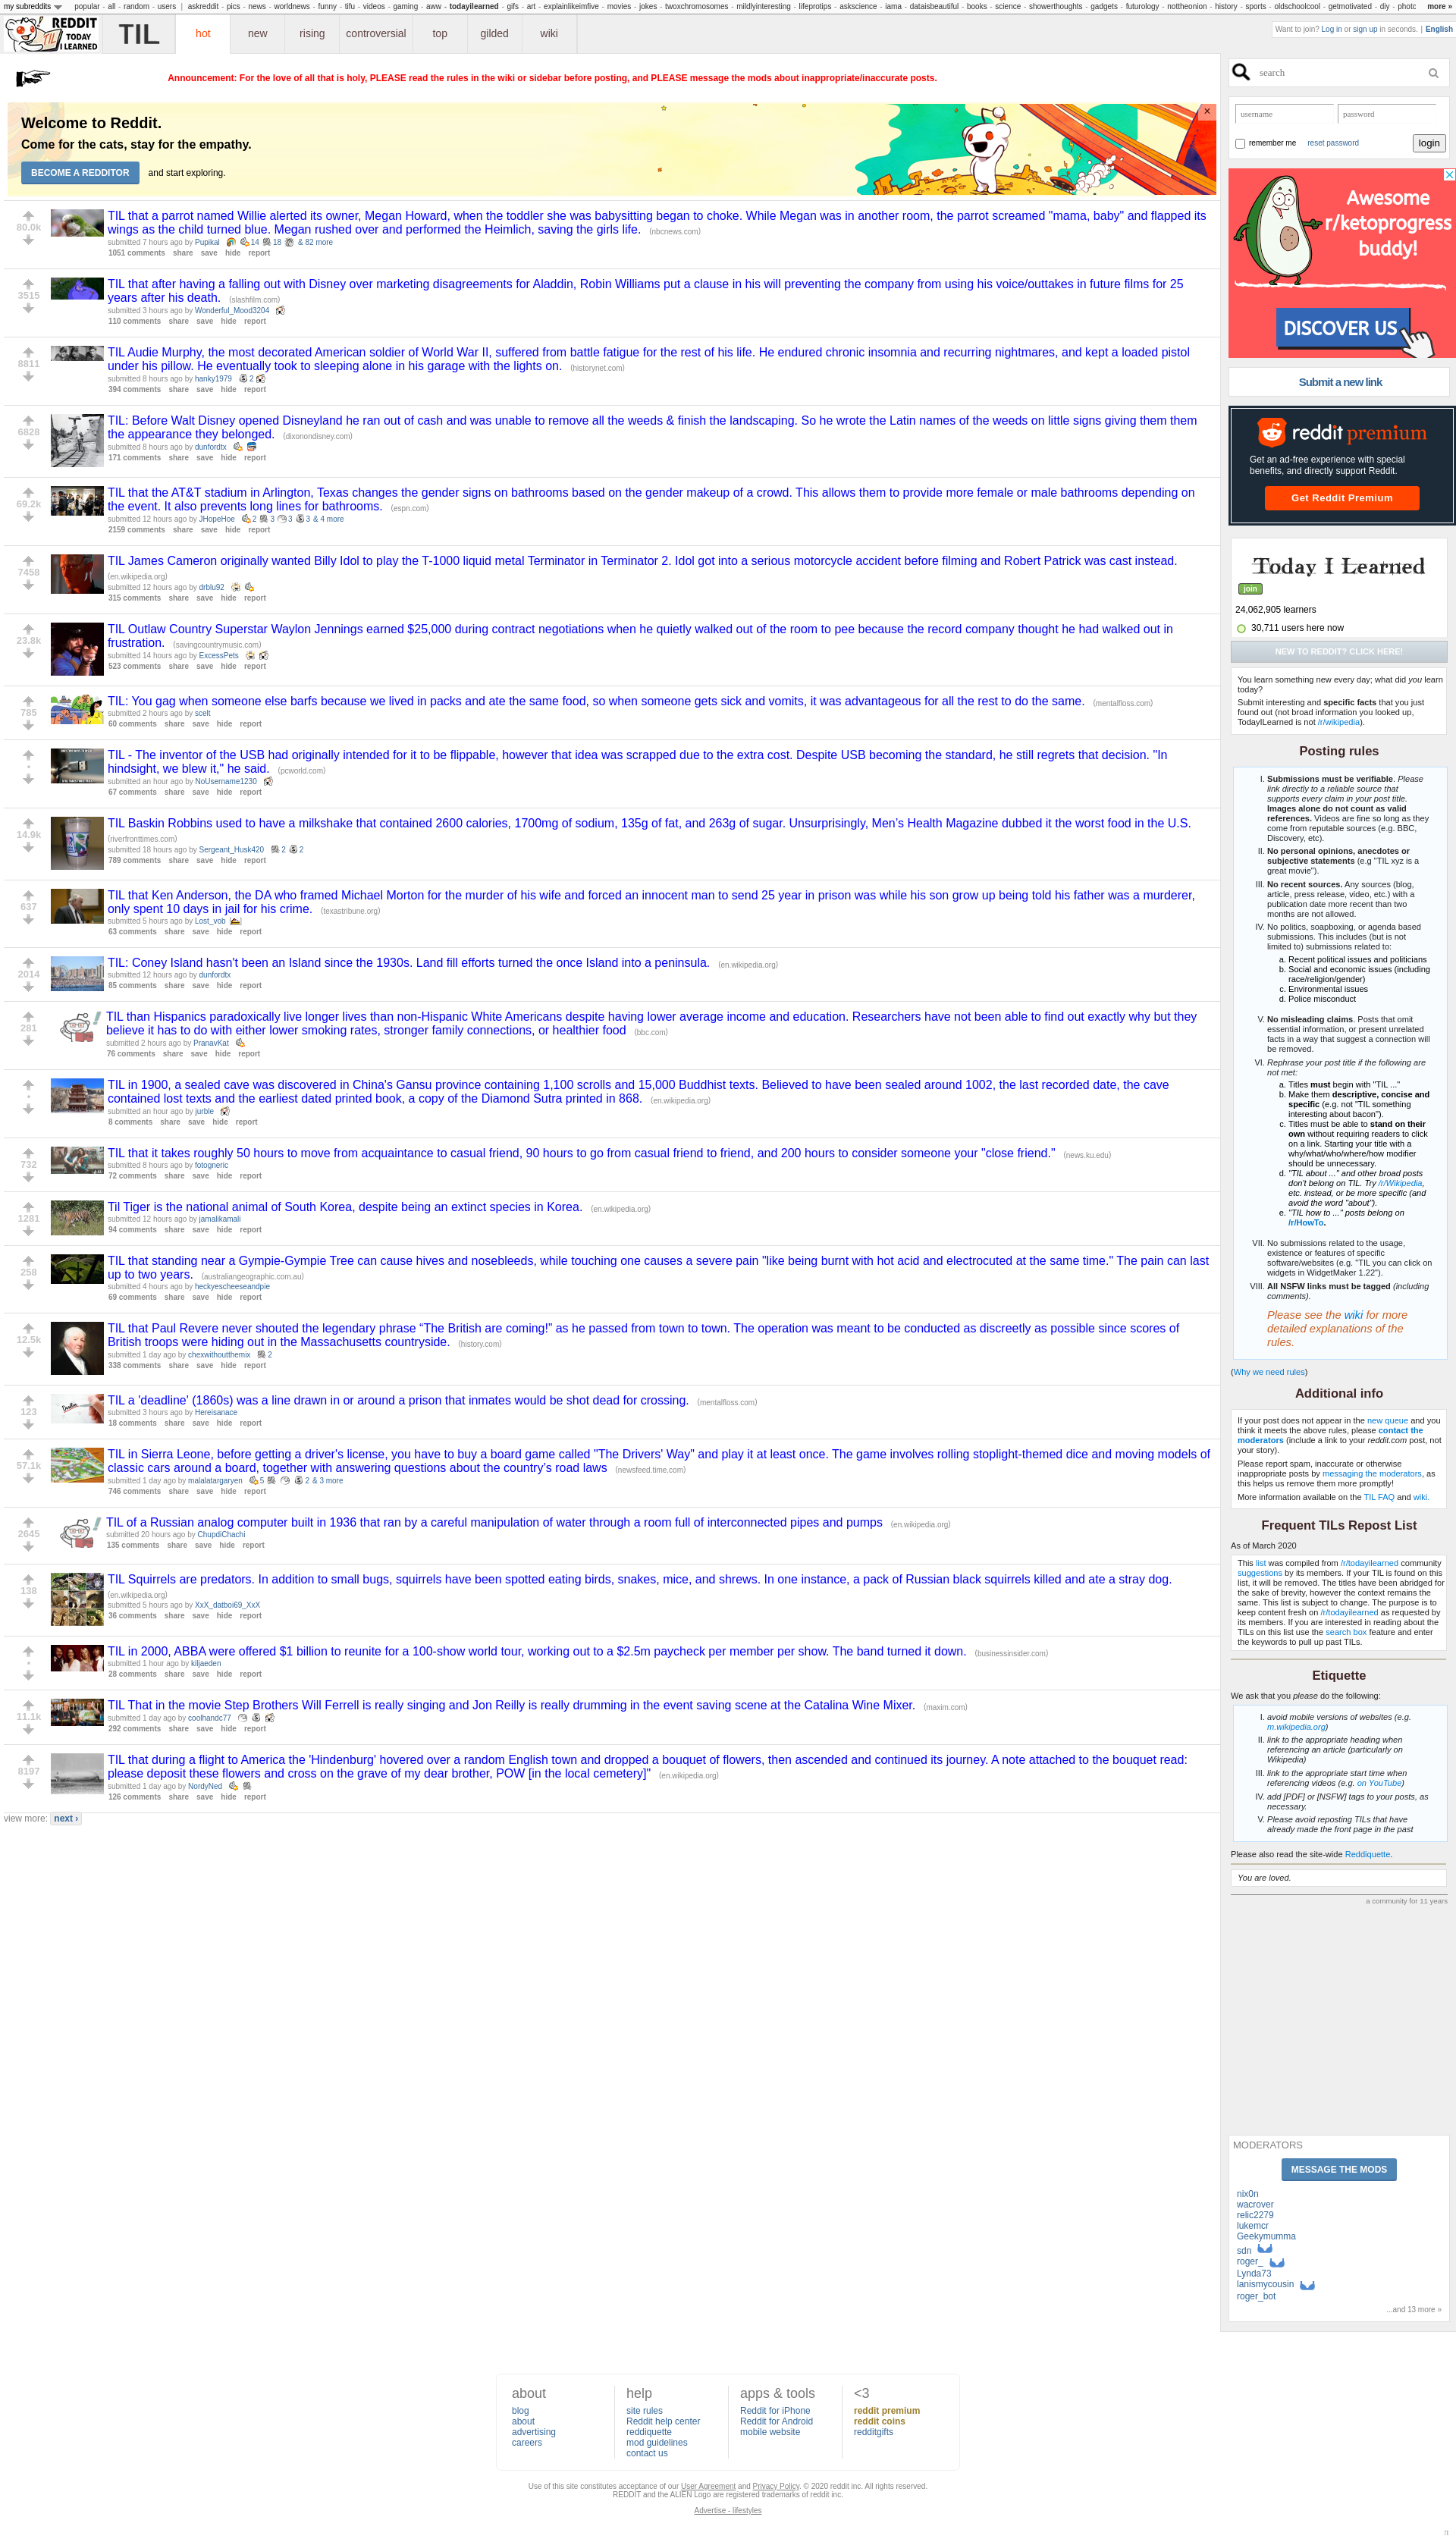 my subreddits popular - all - random - users | askreddit - pics - news - worldnews - funny - tifu - videos - gaming - aww - todayilearned - gifs - art - explainlikeimfive - movies - jokes - twoxchromosomes - mildlyinteresting - lifeprotips - askscience - iama - dataisbeautiful - books - science - showerthoughts - gadgets - futurology - nottheonion - history - sports - oldschoolcool - getmotivated - diy - photc more »
REDDIT TODAY I LEARNED
TIL hot new rising controversial top gilded wiki
Want to join? Log in or sign up in seconds. | English
Announcement: For the love of all that is holy, PLEASE read the rules in the wiki or sidebar before posting, and PLEASE message the mods about inappropriate/inaccurate posts.
Welcome to Reddit.
Come for the cats, stay for the empathy.
BECOME A REDDITOR and start exploring.
80.0k
TIL that a parrot named Willie alerted its owner, Megan Howard, when the toddler she was babysitting began to choke. While Megan was in another room, the parrot screamed "mama, baby" and flapped its
wings as the child turned blue. Megan rushed over and performed the Heimlich, saving the girls life. (nbcnews.com)
submitted 7 hours ago by Pupikal 14 18 & 82 more
1051 comments share save hide report
3515
TIL that after having a falling out with Disney over marketing disagreements for Aladdin, Robin Williams put a clause in his will preventing the company from using his voice/outtakes in future films for 25
years after his death. (slashfilm.com)
submitted 3 hours ago by Wonderful_Mood3204
110 comments share save hide report
8811
TIL Audie Murphy, the most decorated American soldier of World War II, suffered from battle fatigue for the rest of his life. He endured chronic insomnia and recurring nightmares, and kept a loaded pistol
under his pillow. He eventually took to sleeping alone in his garage with the lights on. (historynet.com)
submitted 8 hours ago by hanky1979 2
394 comments share save hide report
6828
TIL: Before Walt Disney opened Disneyland he ran out of cash and was unable to remove all the weeds & finish the landscaping. So he wrote the Latin names of the weeds on little signs giving them them
the appearance they belonged. (dixonondisney.com)
submitted 8 hours ago by dunfordtx
171 comments share save hide report
69.2k
TIL that the AT&T stadium in Arlington, Texas changes the gender signs on bathrooms based on the gender makeup of a crowd. This allows them to provide more female or male bathrooms depending on
the event. It also prevents long lines for bathrooms. (espn.com)
submitted 12 hours ago by JHopeHoe 2 3 3 3 & 4 more
2159 comments share save hide report
7458
TIL James Cameron originally wanted Billy Idol to play the T-1000 liquid metal Terminator in Terminator 2. Idol got into a serious motorcycle accident before filming and Robert Patrick was cast instead.
(en.wikipedia.org)
submitted 12 hours ago by drblu92
315 comments share save hide report
23.8k
TIL Outlaw Country Superstar Waylon Jennings earned $25,000 during contract negotiations when he quietly walked out of the room to pee because the record company thought he had walked out in
frustration. (savingcountrymusic.com)
submitted 14 hours ago by ExcessPets
523 comments share save hide report
785
TIL: You gag when someone else barfs because we lived in packs and ate the same food, so when someone gets sick and vomits, it was advantageous for all the rest to do the same. (mentalfloss.com)
submitted 2 hours ago by scelt
60 comments share save hide report
•
TIL - The inventor of the USB had originally intended for it to be flippable, however that idea was scrapped due to the extra cost. Despite USB becoming the standard, he still regrets that decision. "In
hindsight, we blew it," he said. (pcworld.com)
submitted an hour ago by NoUsername1230
67 comments share save hide report
14.9k
TIL Baskin Robbins used to have a milkshake that contained 2600 calories, 1700mg of sodium, 135g of fat, and 263g of sugar. Unsurprisingly, Men’s Health Magazine dubbed it the worst food in the U.S.
(riverfronttimes.com)
submitted 18 hours ago by Sergeant_Husk420 2 2
789 comments share save hide report
637
TIL that Ken Anderson, the DA who framed Michael Morton for the murder of his wife and forced an innocent man to send 25 year in prison was while his son grow up being told his father was a murderer,
only spent 10 days in jail for his crime. (texastribune.org)
submitted 5 hours ago by Lost_vob
63 comments share save hide report
2014
TIL: Coney Island hasn't been an Island since the 1930s. Land fill efforts turned the once Island into a peninsula. (en.wikipedia.org)
submitted 12 hours ago by dunfordtx
85 comments share save hide report
281
TIL than Hispanics paradoxically live longer lives than non-Hispanic White Americans despite having lower average income and education. Researchers have not been able to find out exactly why but they
believe it has to do with either lower smoking rates, stronger family connections, or healthier food (bbc.com)
submitted 2 hours ago by PranavKat
76 comments share save hide report
•
TIL in 1900, a sealed cave was discovered in China's Gansu province containing 1,100 scrolls and 15,000 Buddhist texts. Believed to have been sealed around 1002, the last recorded date, the cave
contained lost texts and the earliest dated printed book, a copy of the Diamond Sutra printed in 868. (en.wikipedia.org)
submitted an hour ago by jurble
8 comments share save hide report
732
TIL that it takes roughly 50 hours to move from acquaintance to casual friend, 90 hours to go from casual friend to friend, and 200 hours to consider someone your "close friend." (news.ku.edu)
submitted 8 hours ago by fotogneric
72 comments share save hide report
1281
Til Tiger is the national animal of South Korea, despite being an extinct species in Korea. (en.wikipedia.org)
submitted 12 hours ago by jamalikamali
94 comments share save hide report
258
TIL that standing near a Gympie-Gympie Tree can cause hives and nosebleeds, while touching one causes a severe pain "like being burnt with hot acid and electrocuted at the same time." The pain can last
up to two years. (australiangeographic.com.au)
submitted 4 hours ago by heckyescheeseandpie
69 comments share save hide report
12.5k
TIL that Paul Revere never shouted the legendary phrase “The British are coming!” as he passed from town to town. The operation was meant to be conducted as discreetly as possible since scores of
British troops were hiding out in the Massachusetts countryside. (history.com)
submitted 1 day ago by chexwithoutthemix 2
338 comments share save hide report
123
TIL a 'deadline' (1860s) was a line drawn in or around a prison that inmates would be shot dead for crossing. (mentalfloss.com)
submitted 3 hours ago by Hereisanace
18 comments share save hide report
57.1k
TIL in Sierra Leone, before getting a driver's license, you have to buy a board game called "The Drivers' Way" and play it at least once. The game involves rolling stoplight-themed dice and moving models of
classic cars around a board, together with answering questions about the country's road laws (newsfeed.time.com)
submitted 1 day ago by malalatargaryen 5 2 & 3 more
746 comments share save hide report
2645
TIL of a Russian analog computer built in 1936 that ran by a careful manipulation of water through a room full of interconnected pipes and pumps (en.wikipedia.org)
submitted 20 hours ago by ChupdiChachi
135 comments share save hide report
138
TIL Squirrels are predators. In addition to small bugs, squirrels have been spotted eating birds, snakes, mice, and shrews. In one instance, a pack of Russian black squirrels killed and ate a stray dog.
(en.wikipedia.org)
submitted 5 hours ago by XxX_datboi69_XxX
36 comments share save hide report
•
TIL in 2000, ABBA were offered $1 billion to reunite for a 100-show world tour, working out to a $2.5m paycheck per member per show. The band turned it down. (businessinsider.com)
submitted 1 hour ago by kiljaeden
28 comments share save hide report
11.1k
TIL That in the movie Step Brothers Will Ferrell is really singing and Jon Reilly is really drumming in the event saving scene at the Catalina Wine Mixer. (maxim.com)
submitted 1 day ago by coolhandc77
292 comments share save hide report
8197
TIL that during a flight to America the 'Hindenburg' hovered over a random English town and dropped a bouquet of flowers, then ascended and continued its journey. A note attached to the bouquet read:
please deposit these flowers and cross on the grave of my dear brother, POW [in the local cemetery]" (en.wikipedia.org)
submitted 1 day ago by NordyNed
126 comments share save hide report
view more: next ›
search
username password
remember me reset password login
Awesome
r/ketoprogress
buddy!
DISCOVER US
Submit a new link
reddit premium
Get an ad-free experience with special
benefits, and directly support Reddit.
Get Reddit Premium
Today I Learned
join
24,062,905 learners
30,711 users here now
NEW TO REDDIT? CLICK HERE!
You learn something new every day; what did you learn
today?
Submit interesting and specific facts that you just
found out (not broad information you looked up,
TodayILearned is not /r/wikipedia).
Posting rules
I. Submissions must be verifiable. Please
link directly to a reliable source that
supports every claim in your post title.
Images alone do not count as valid
references. Videos are fine so long as they
come from reputable sources (e.g. BBC,
Discovery, etc).
II. No personal opinions, anecdotes or
subjective statements (e.g "TIL xyz is a
great movie").
III. No recent sources. Any sources (blog,
article, press release, video, etc.) with a
publication date more recent than two
months are not allowed.
IV. No politics, soapboxing, or agenda based
submissions. This includes (but is not
limited to) submissions related to:
a. Recent political issues and politicians
b. Social and economic issues (including
race/religion/gender)
c. Environmental issues
d. Police misconduct
V. No misleading claims. Posts that omit
essential information, or present unrelated
facts in a way that suggest a connection will
be removed.
VI. Rephrase your post title if the following are
not met:
a. Titles must begin with "TIL ..."
b. Make them descriptive, concise and
specific (e.g. not "TIL something
interesting about bacon").
c. Titles must be able to stand on their
own without requiring readers to click
on a link. Starting your title with a
why/what/who/where/how modifier
should be unnecessary.
d. "TIL about ..." and other broad posts
don't belong on TIL. Try /r/Wikipedia,
etc. instead, or be more specific (and
avoid the word "about").
e. "TIL how to ..." posts belong on
/r/HowTo.
VII. No submissions related to the usage,
existence or features of specific
software/websites (e.g. "TIL you can click on
widgets in WidgetMaker 1.22").
VIII. All NSFW links must be tagged (including
comments).
Please see the wiki for more
detailed explanations of the
rules.
(Why we need rules)
Additional info
If your post does not appear in the new queue and you
think it meets the above rules, please contact the
moderators (include a link to your reddit.com post, not
your story).
Please report spam, inaccurate or otherwise
inappropriate posts by messaging the moderators, as
this helps us remove them more promptly!
More information available on the TIL FAQ and wiki.
Frequent TILs Repost List
As of March 2020
This list was compiled from /r/todayilearned community
suggestions by its members. If your TIL is found on this
list, it will be removed. The titles have been abridged for
the sake of brevity, however the context remains the
same. This list is subject to change. The purpose is to
keep content fresh on /r/todayilearned as requested by
its members. If you are interested in reading about the
TILs on this list use the search box feature and enter
the keywords to pull up past TILs.
Etiquette
We ask that you please do the following:
I. avoid mobile versions of websites (e.g.
m.wikipedia.org)
II. link to the appropriate heading when
referencing an article (particularly on
Wikipedia)
III. link to the appropriate start time when
referencing videos (e.g. on YouTube)
IV. add [PDF] or [NSFW] tags to your posts, as
necessary.
V. Please avoid reposting TILs that have
already made the front page in the past
Please also read the site-wide Reddiquette.
You are loved.
a community for 11 years
MODERATORS
MESSAGE THE MODS
nix0n
wacrover
relic2279
lukemcr
Geekymumma
sdn
roger_
Lynda73
lanismycousin
roger_bot
...and 13 more »
about
blog
about
advertising
careers
help
site rules
Reddit help center
reddiquette
mod guidelines
contact us
apps & tools
Reddit for iPhone
Reddit for Android
mobile website
<3
reddit premium
reddit coins
redditgifts
Use of this site constitutes acceptance of our User Agreement and Privacy Policy. © 2020 reddit inc. All rights reserved.
REDDIT and the ALIEN Logo are registered trademarks of reddit inc.
Advertise - lifestyles
π